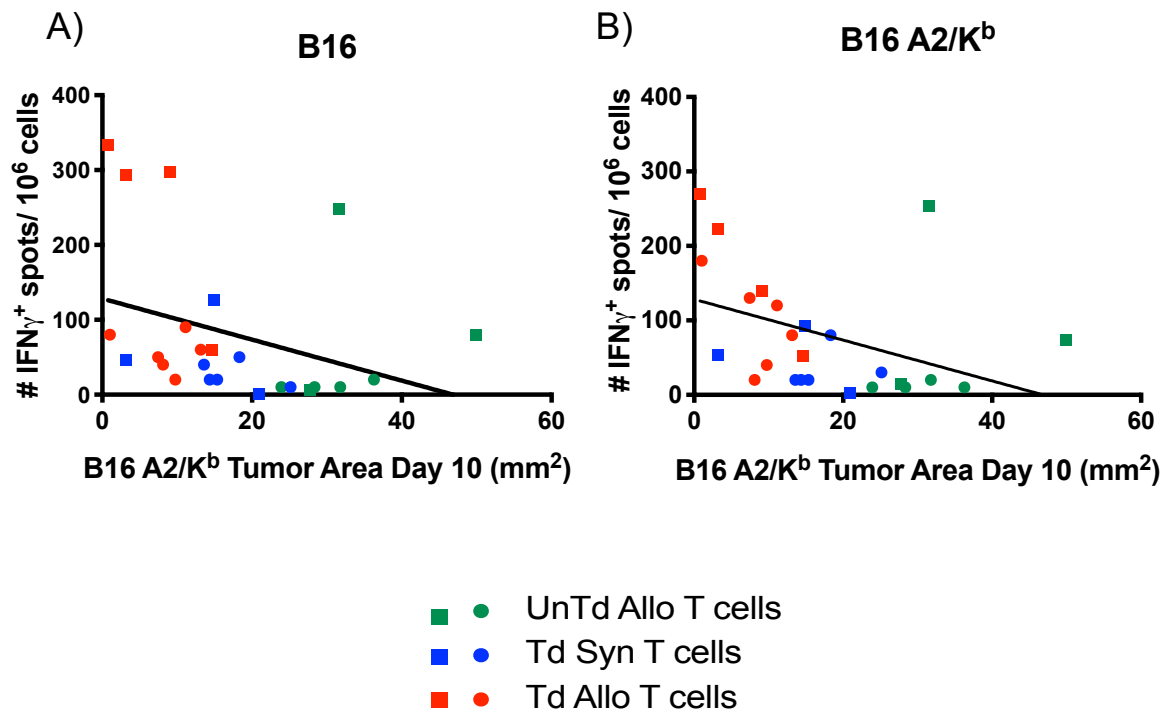 A)
B16
# IFNγ⁺ spots/ 10⁶ cells
400
300
200
100
0
0 20 40 60
B16 A2/Kᵇ Tumor Area Day 10 (mm²)
B)
B16 A2/Kᵇ
# IFNγ⁺ spots/ 10⁶ cells
400
300
200
100
0
0 20 40 60
B16 A2/Kᵇ Tumor Area Day 10 (mm²)
UnTd Allo T cells
Td Syn T cells
Td Allo T cells